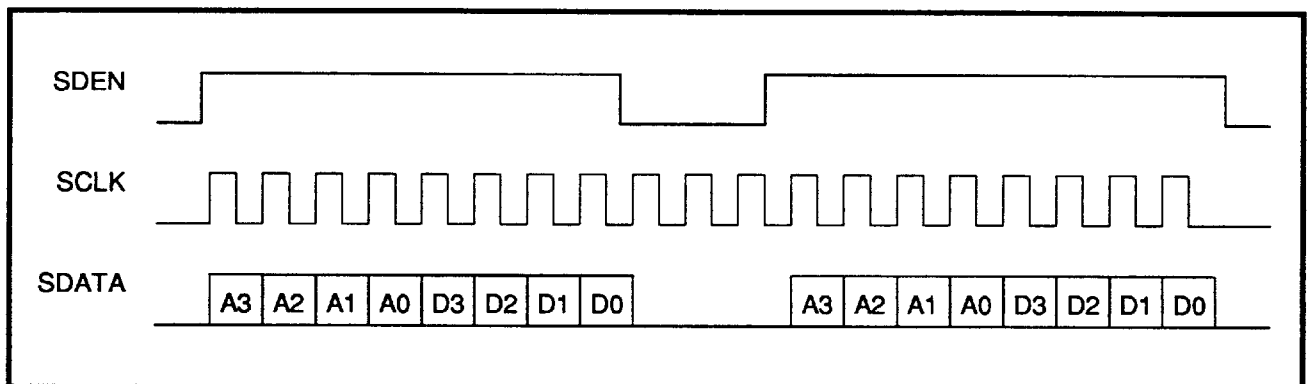 SDEN
SCLK
SDATA
A3 A2 A1 A0 D3 D2 D1 D0 A3 A2 A1 A0 D3 D2 D1 D0